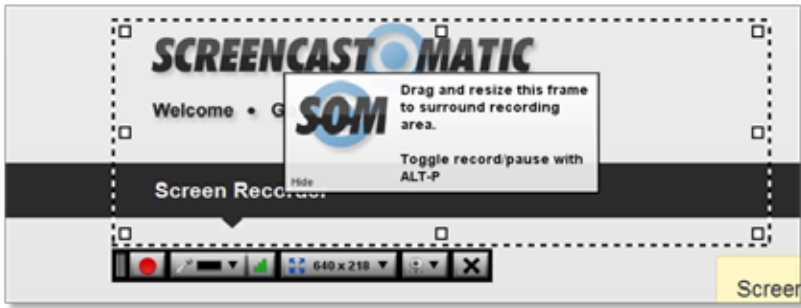 SCREENCAST-O-MATIC
Welcome • G
SOM
Drag and resize this frame
to surround recording
area.
Toggle record/pause with
ALT-P
Hide
Screen Recorder
640 x 218
Screen